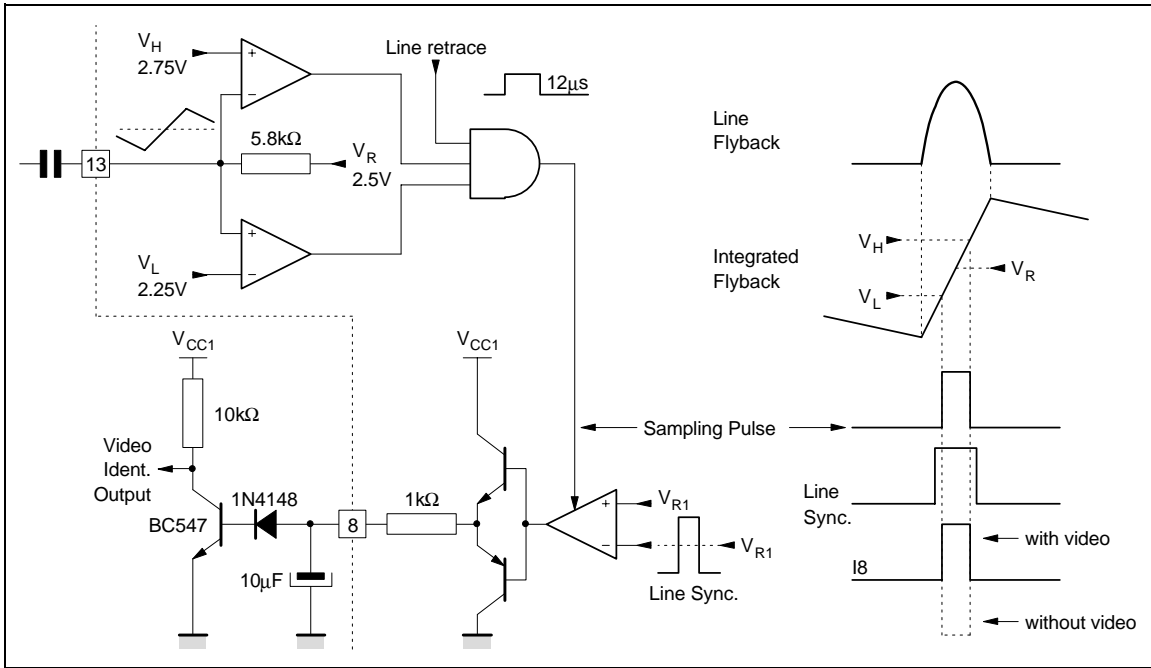 V_H
2.75V
Line retrace
12μs
5.8kΩ
V_R
2.5V
13
V_L
2.25V
+
−
+
−
V_CC1
10kΩ
Video
Ident.
Output
1N4148
BC547
10μF
8
1kΩ
V_CC1
Sampling Pulse
+
−
V_R1
V_R1
Line Sync.
Line
Flyback
Integrated
Flyback
V_H
V_R
V_L
Line
Sync.
with video
I8
without video